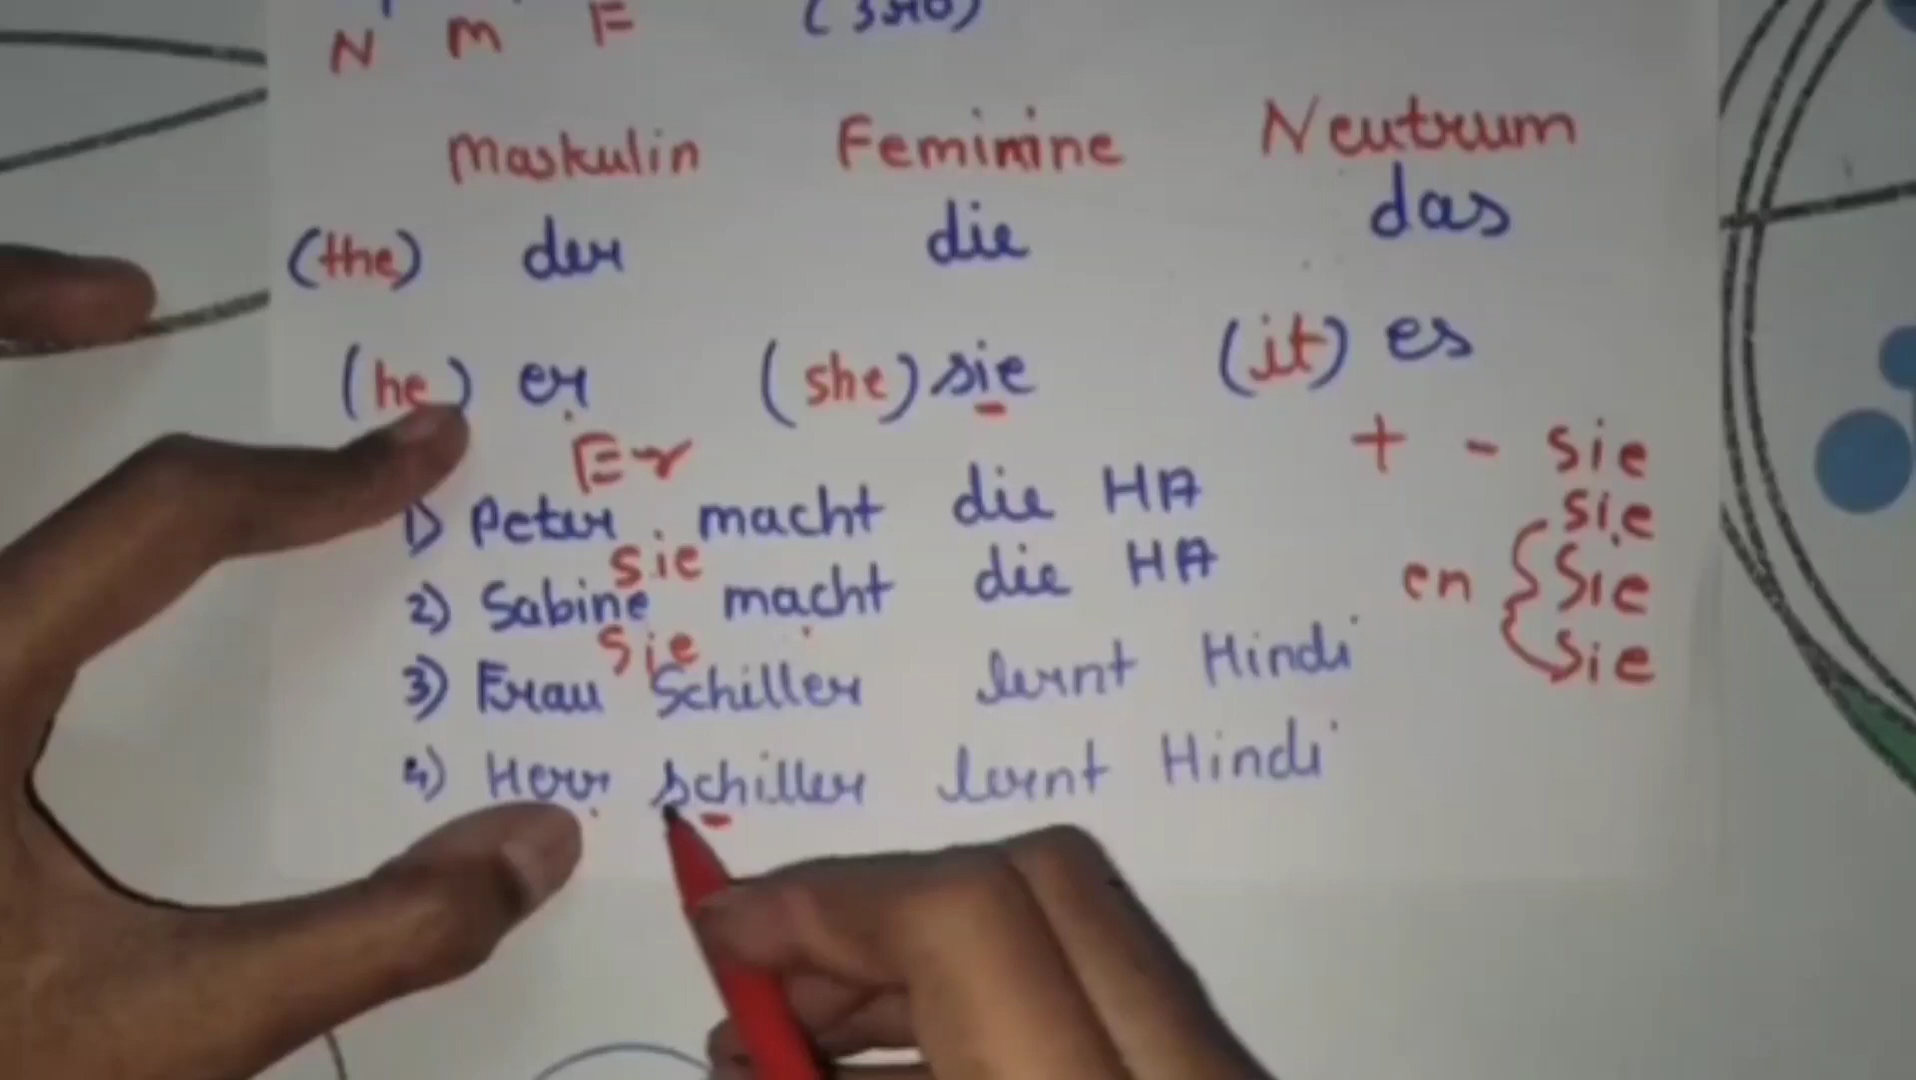 N M F
Maskulin Feminine Neutrum
(the) der die das
(he) er (she) sie (it) es
Er + - sie
1) Peter macht die HA sie
sie
2) Sabine macht die HA en { Sie
sie
3) Frau Schiller lernt Hindi sie
4) Herr schiller lernt Hindi